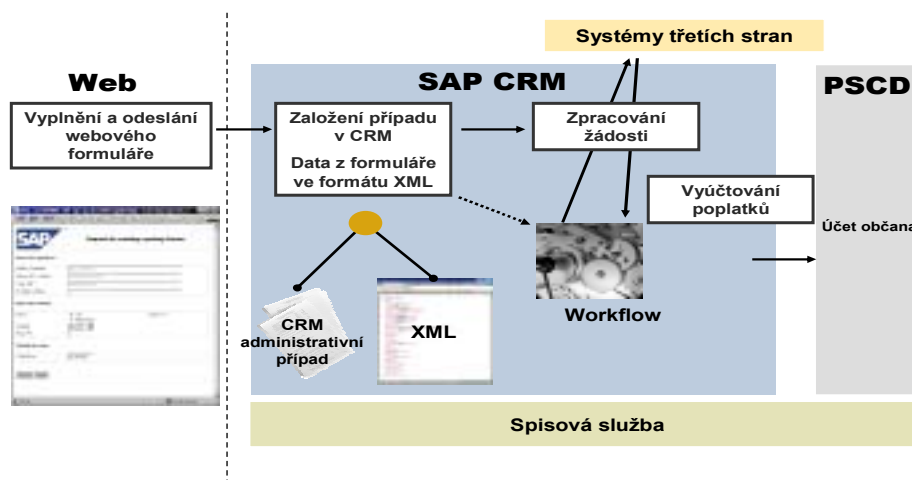 Systémy třetích stran
Web
SAP CRM
PSCD
Vyplnění a odeslání
webového
formuláře
Založení případu
v CRM
Data z formuláře
ve formátu XML
Zpracování
žádosti
Vyúčtování
poplatků
Účet občana
SAP
CRM
administrativní
případ
XML
Workflow
Spisová služba